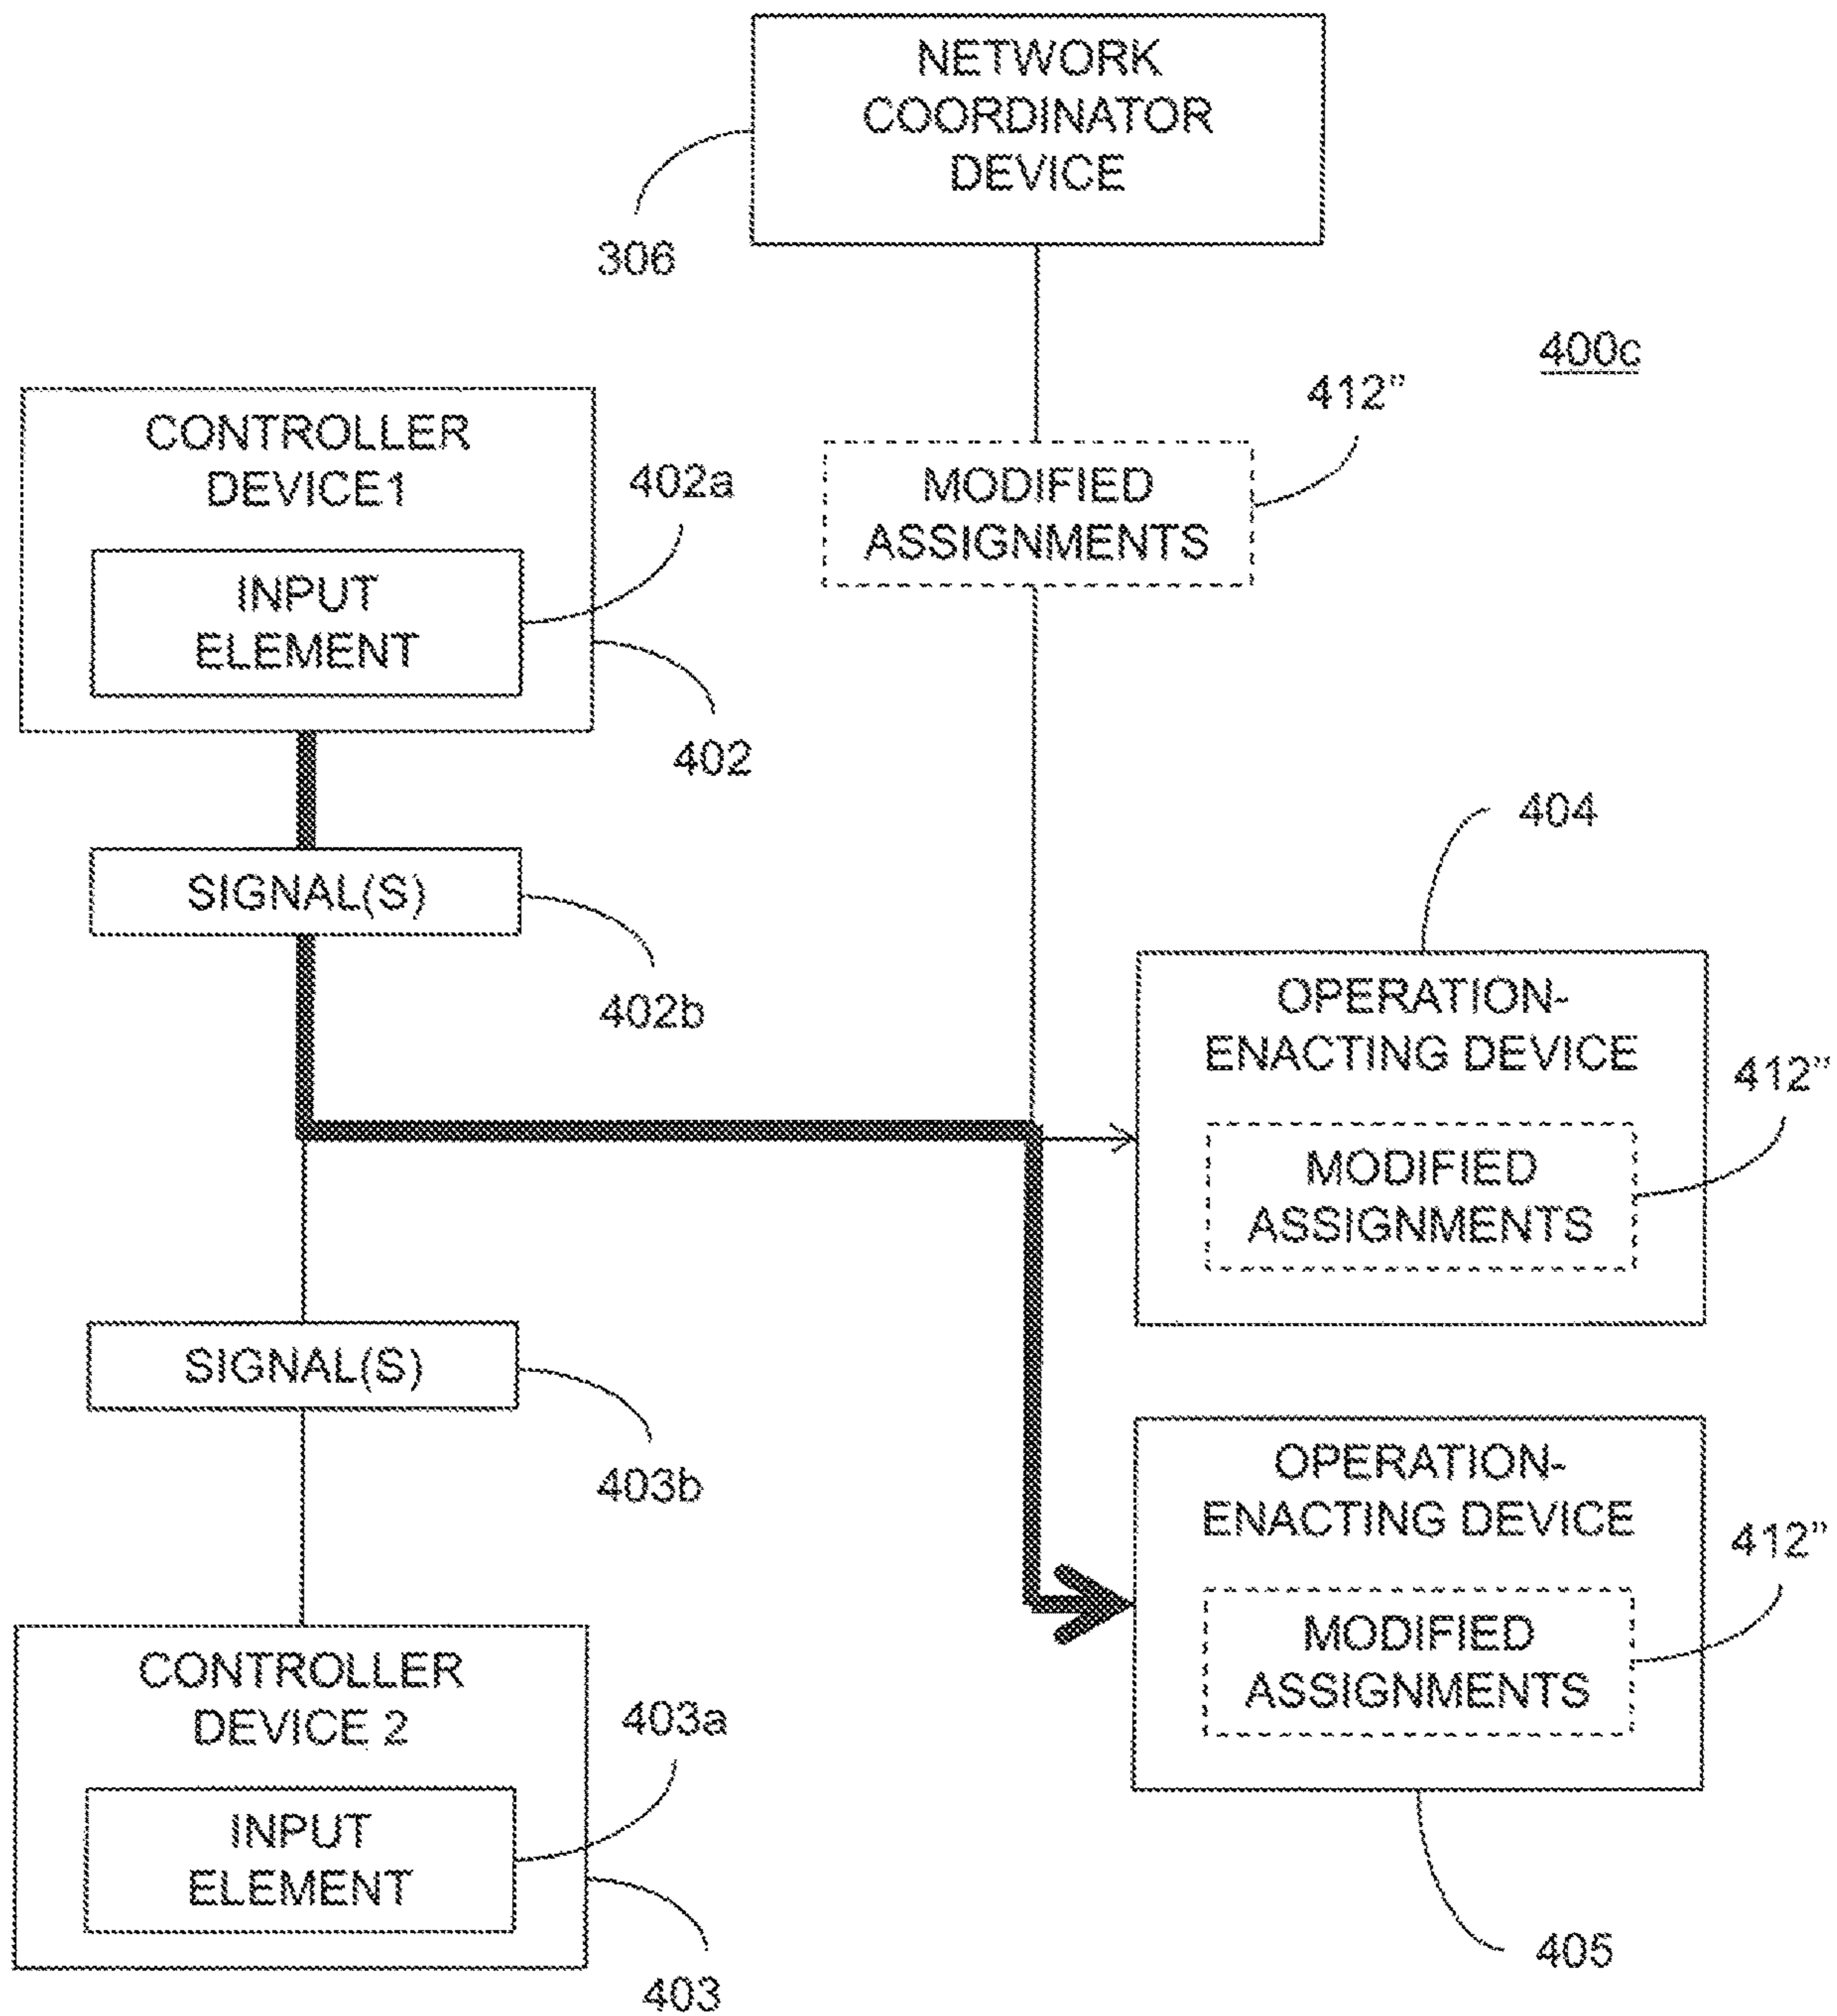 NETWORK
COORDINATOR
DEVICE
306
400c
412”
CONTROLLER
DEVICE1
402a
INPUT
ELEMENT
402
MODIFIED
ASSIGNMENTS
SIGNAL(S)
402b
404
OPERATION-
ENACTING DEVICE
412”
MODIFIED
ASSIGNMENTS
SIGNAL(S)
403b
OPERATION-
ENACTING DEVICE
412”
MODIFIED
ASSIGNMENTS
405
CONTROLLER
DEVICE 2
403a
INPUT
ELEMENT
403